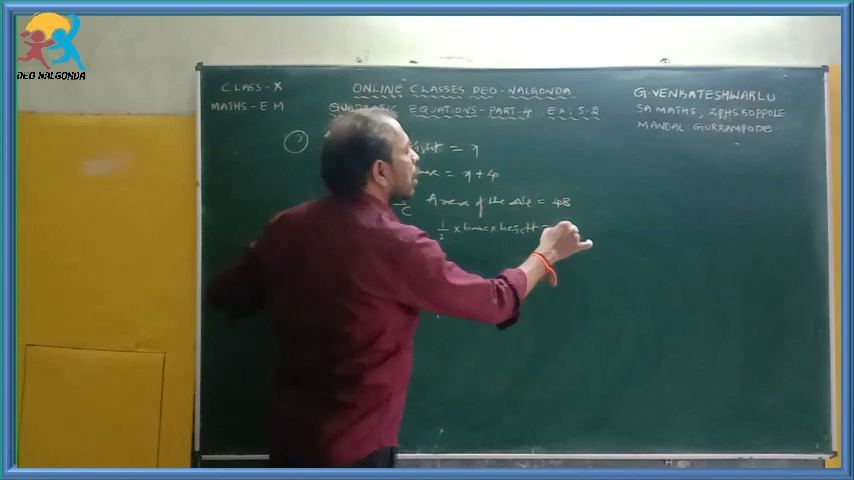 DEO NALGONDA
CLASS - X
MATHS - E M
ONLINE CLASSES DEO - NALGONDA
QUADRATIC EQUATIONS - PART-4 EX: 5.2
G. VENKATESHWARLU
SA MATHS, ZPHS KOPPOLE
MANDAL: GURRAMPODE
= x
= x+4
Area of the Δle = 48
1/2 × base × height =